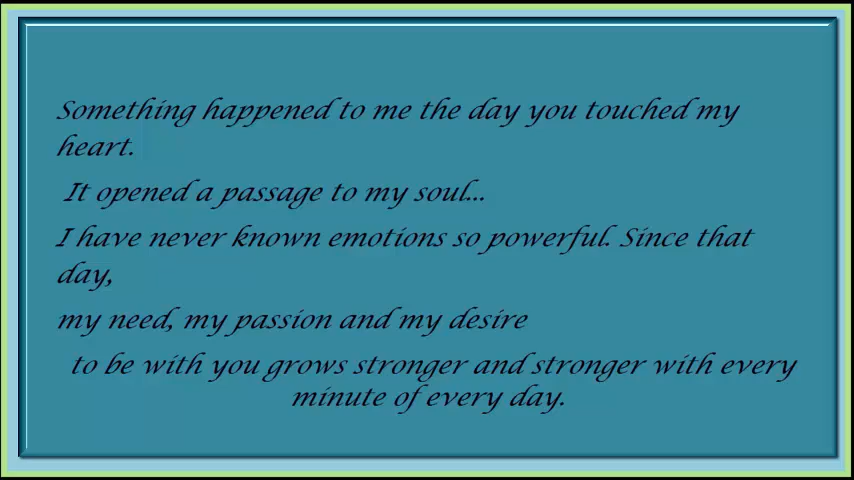 Something happened to me the day you touched my
heart.
It opened a passage to my soul...
I have never known emotions so powerful. Since that
day,
my need, my passion and my desire
to be with you grows stronger and stronger with every
minute of every day.